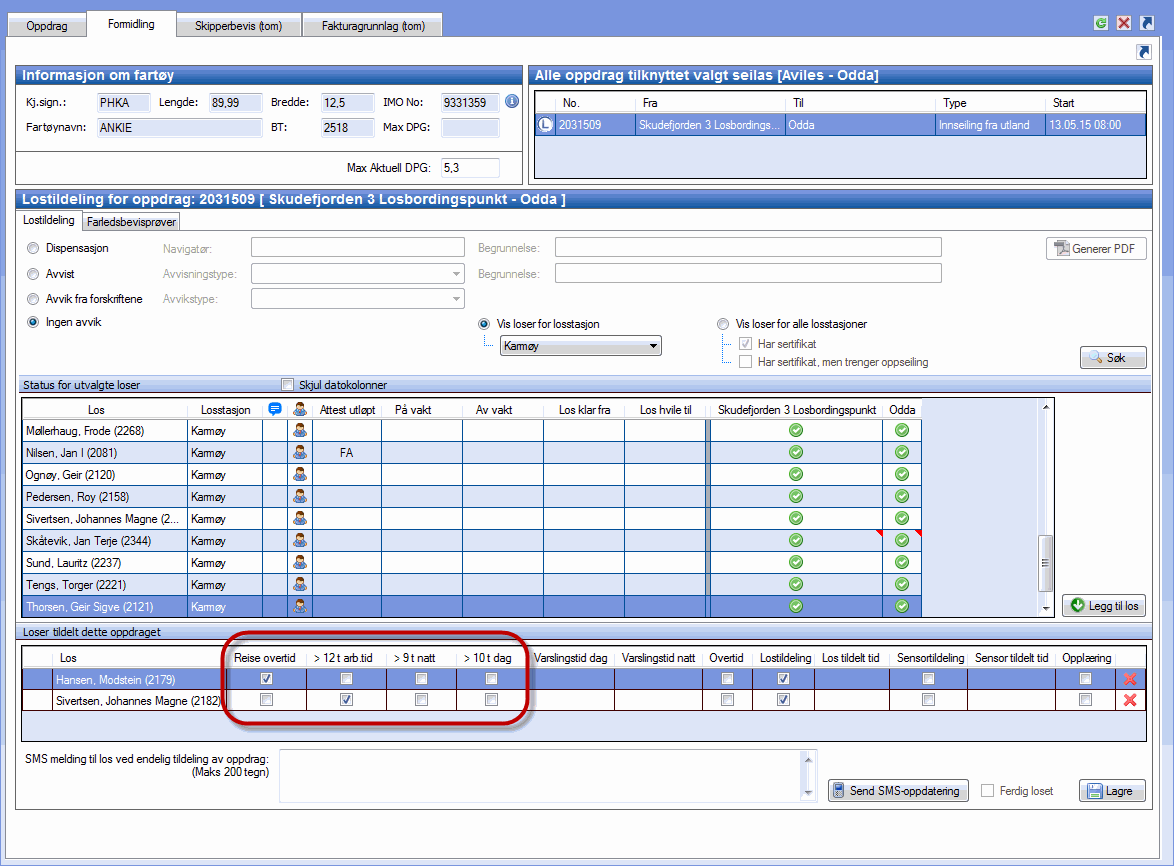 Oppdrag Formidling Skipperbevis (tom) Fakturagrunnlag (tom)
Informasjon om fartøy
Kj.sign.: PHKA Lengde: 89,99 Bredde: 12,5 IMO No: 9331359
Fartøynavn: ANKIE BT: 2518 Max DPG:
Max Aktuell DPG: 5,3
Alle oppdrag tilknyttet valgt seilas [Aviles - Odda]
No. Fra Til Type Start
L 2031509 Skudefjorden 3 Losbordings... Odda Innseiling fra utland 13.05.15 08:00
Lostildeling for oppdrag: 2031509 [ Skudefjorden 3 Losbordingspunkt - Odda ]
Lostildeling Farledsbevisprøver
Dispensasjon Navigatør: Begrunnelse: Generer PDF
Avvist Avvisningstype: Begrunnelse:
Avvik fra forskriftene Avvikstype:
Ingen avvik Vis loser for losstasjon Vis loser for alle losstasjoner
Karmøy Har sertifikat
Har sertifikat, men trenger oppseiling Søk
Status for utvalgte loser Skjul datokolonner
Los Losstasjon Attest utløpt På vakt Av vakt Los klar fra Los hvile til Skudefjorden 3 Losbordingspunkt Odda
Møllerhaug, Frode (2268) Karmøy
Nilsen, Jan I (2081) Karmøy FA
Ognøy, Geir (2120) Karmøy
Pedersen, Roy (2158) Karmøy
Sivertsen, Johannes Magne (2... Karmøy
Skåtevik, Jan Terje (2344) Karmøy
Sund, Lauritz (2237) Karmøy
Tengs, Torger (2221) Karmøy
Thorsen, Geir Sigve (2121) Karmøy Legg til los
Loser tildelt dette oppdraget
Los Reise overtid > 12 t arb.tid > 9 t natt > 10 t dag Varslingstid dag Varslingstid natt Overtid Lostildeling Los tildelt tid Sensortildeling Sensor tildelt tid Opplæring
Hansen, Modstein (2179)
Sivertsen, Johannes Magne (2182)
SMS melding til los ved endelig tildeling av oppdrag:
(Maks 200 tegn)
Send SMS-oppdatering Ferdig loset Lagre